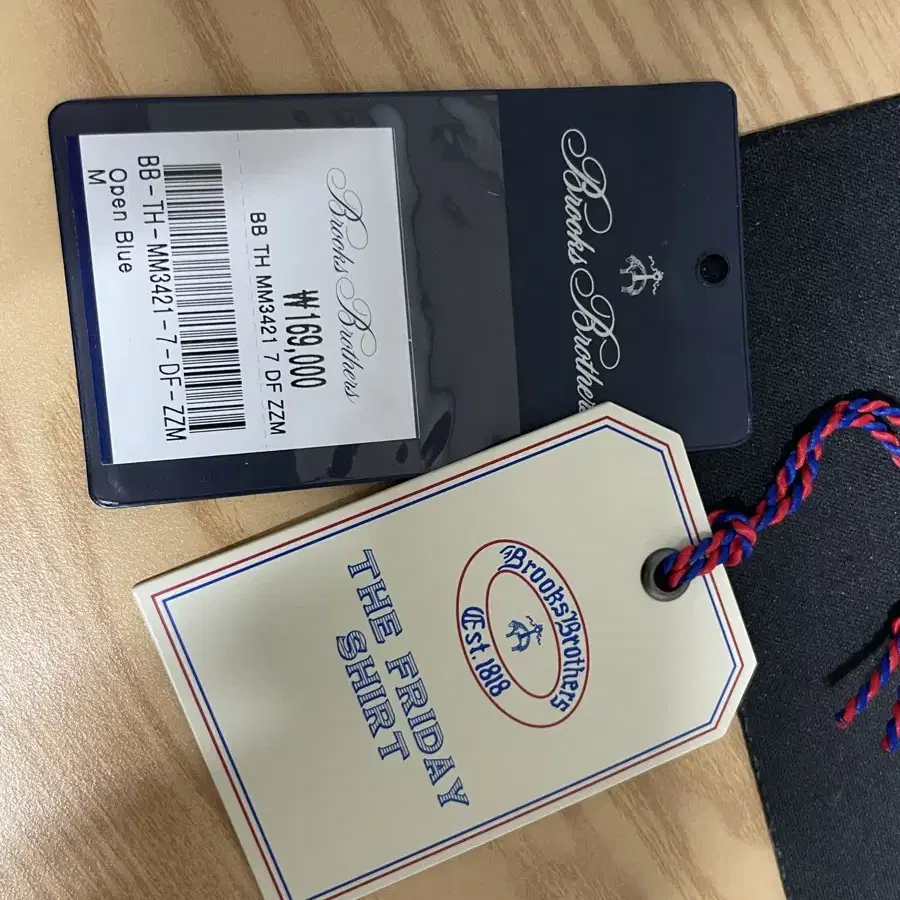 Brooks Brothers
Brooks Brothers
₩169,000
BB TH MM3421 7 DF ZZM
BB-TH-MM3421-7-DF-ZZM
Open Blue
M
Brooks Brothers
Est. 1818
THE FRIDAY
SHIRT